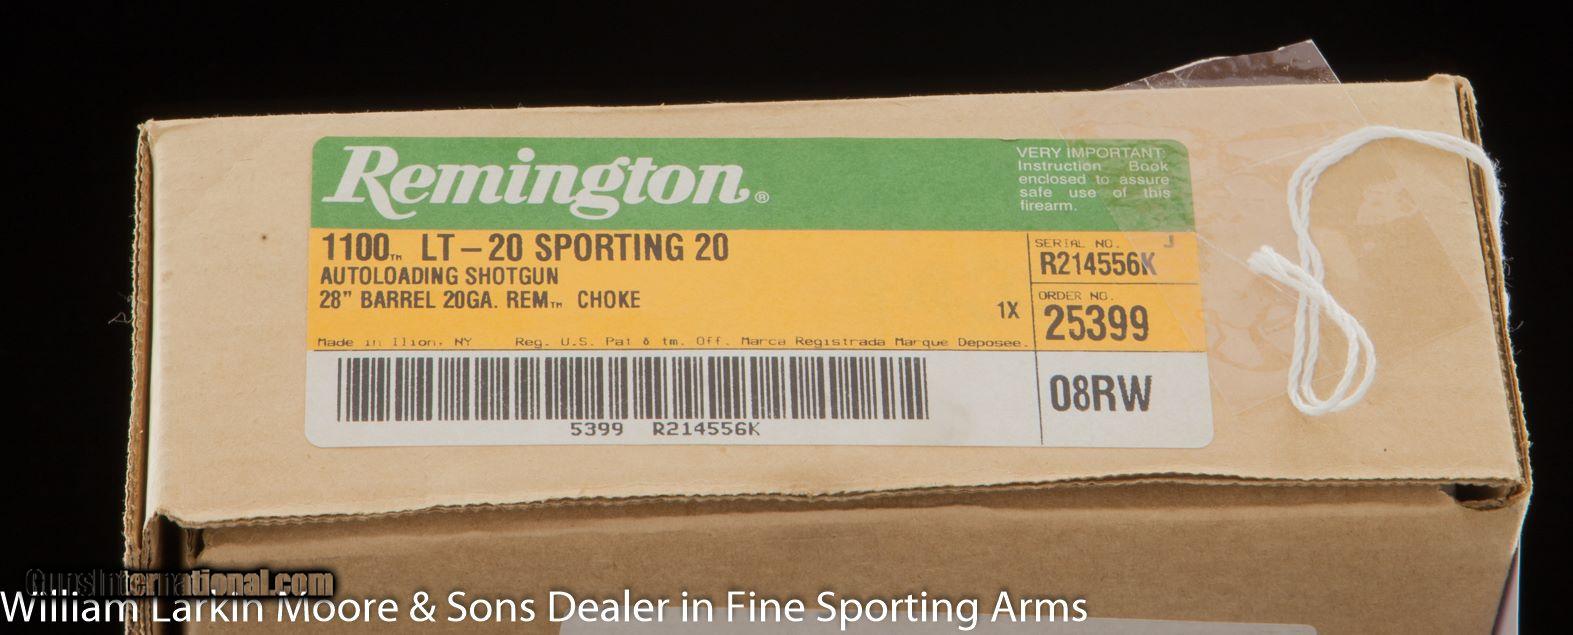 Remington®
VERY IMPORTANT:
Instruction Book
enclosed to assure
safe use of this
firearm.
1100™ LT-20 SPORTING 20
AUTOLOADING SHOTGUN
28" BARREL 20GA. REM™ CHOKE
1X
SERIAL NO. J
R214556K
ORDER NO.
25399
Made in Ilion, NY Reg. U.S. Pat & tm. Off. Marca Registrada Marque Deposee.
08RW
5399 R214556K
GunsInternational.com
William Larkin Moore & Sons Dealer in Fine Sporting Arms